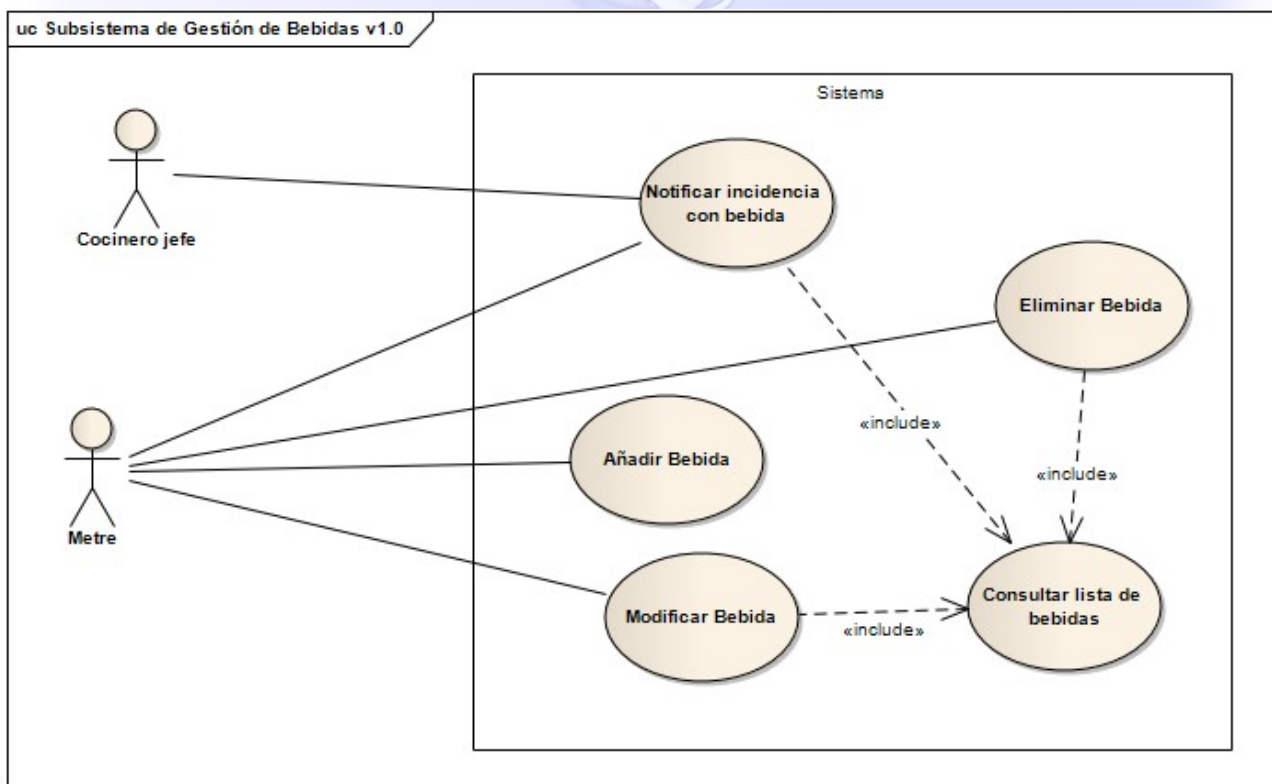 uc Subsistema de Gestión de Bebidas v1.0
Sistema
Cocinero jefe
Notificar incidencia
con bebida
Eliminar Bebida
«include»
«include»
Añadir Bebida
Metre
Modificar Bebida
«include»
Consultar lista de
bebidas